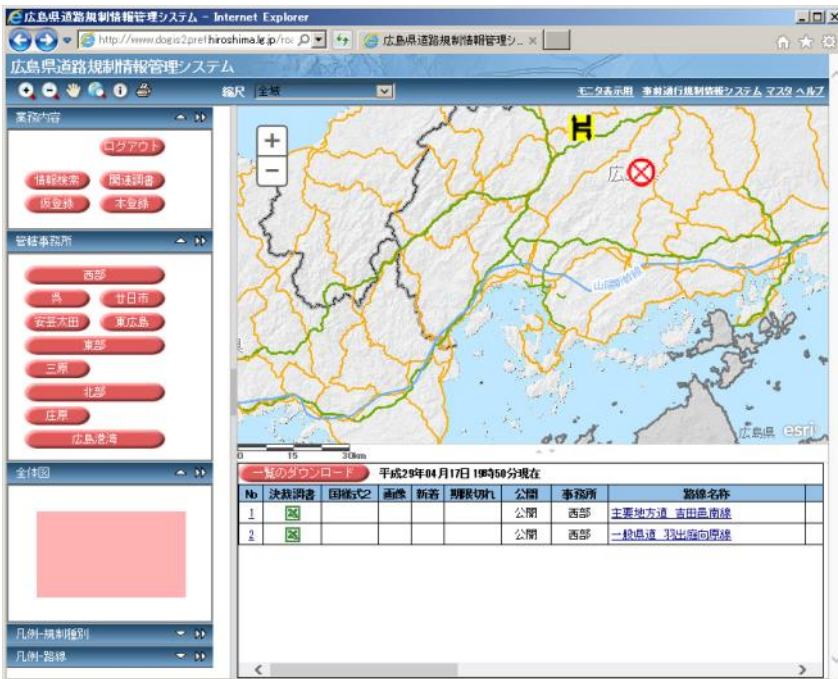 広島県道路規制情報管理システム - Internet Explorer
広島県道路規制情報管理シ... ×
広島県道路規制情報管理システム
縮尺 全域
モニタ表示用 事前通行規制情報システム マスタ ヘルプ
業務内容
ログアウト
情報検索 関連調書
仮登録 本登録
管轄事務所
西部
呉 廿日市
安芸太田 東広島
東部
三原
北部
庄原
広島港湾
全体図
凡例-規制種別
凡例-路線
+
−
山陽新幹線
広島県 esri
0 15 30km
一覧のダウンロード 平成29年04月17日 19時50分現在
No 決裁調書 国様式2 画像 新着 期限切れ 公開 事務所 路線名称
1 公開 西部 主要地方道 吉田邑南線
2 公開 西部 一般県道 羽出庭向原線